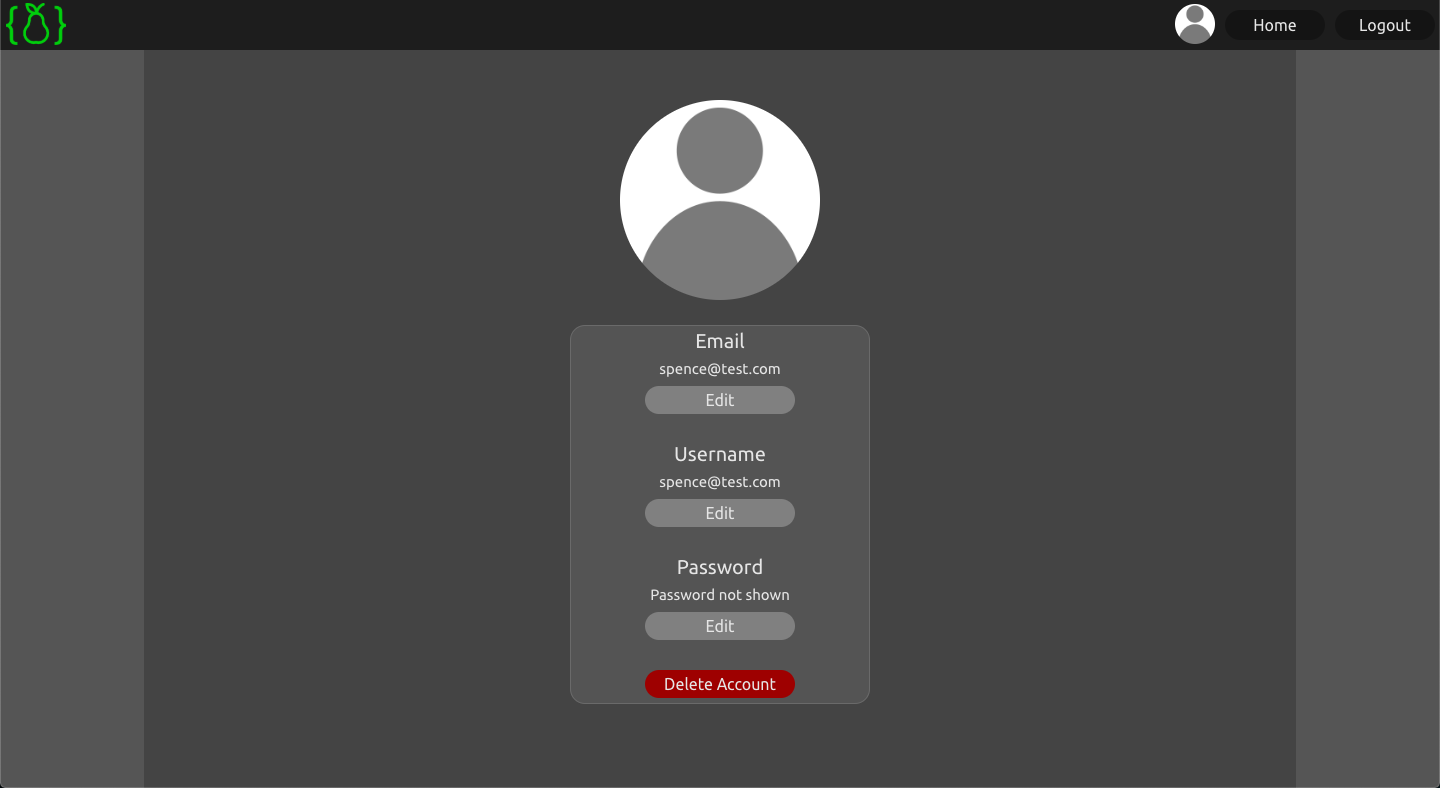 Home
Logout
Email
spence@test.com
Edit
Username
spence@test.com
Edit
Password
Password not shown
Edit
Delete Account